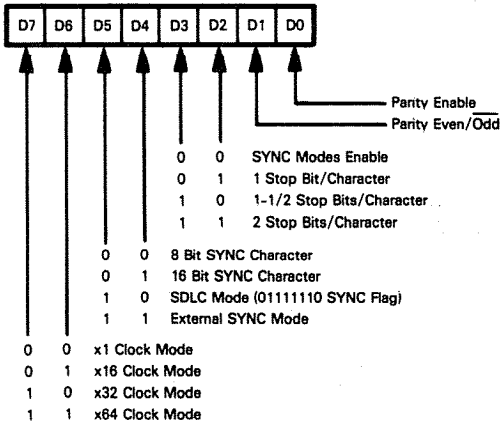 D7 D6 D5 D4 D3 D2 D1 D0
Parity Enable
Parity Even/Odd
0 0 SYNC Modes Enable
0 1 1 Stop Bit/Character
1 0 1-1/2 Stop Bits/Character
1 1 2 Stop Bits/Character
0 0 8 Bit SYNC Character
0 1 16 Bit SYNC Character
1 0 SDLC Mode (01111110 SYNC Flag)
1 1 External SYNC Mode
0 0 x1 Clock Mode
0 1 x16 Clock Mode
1 0 x32 Clock Mode
1 1 x64 Clock Mode